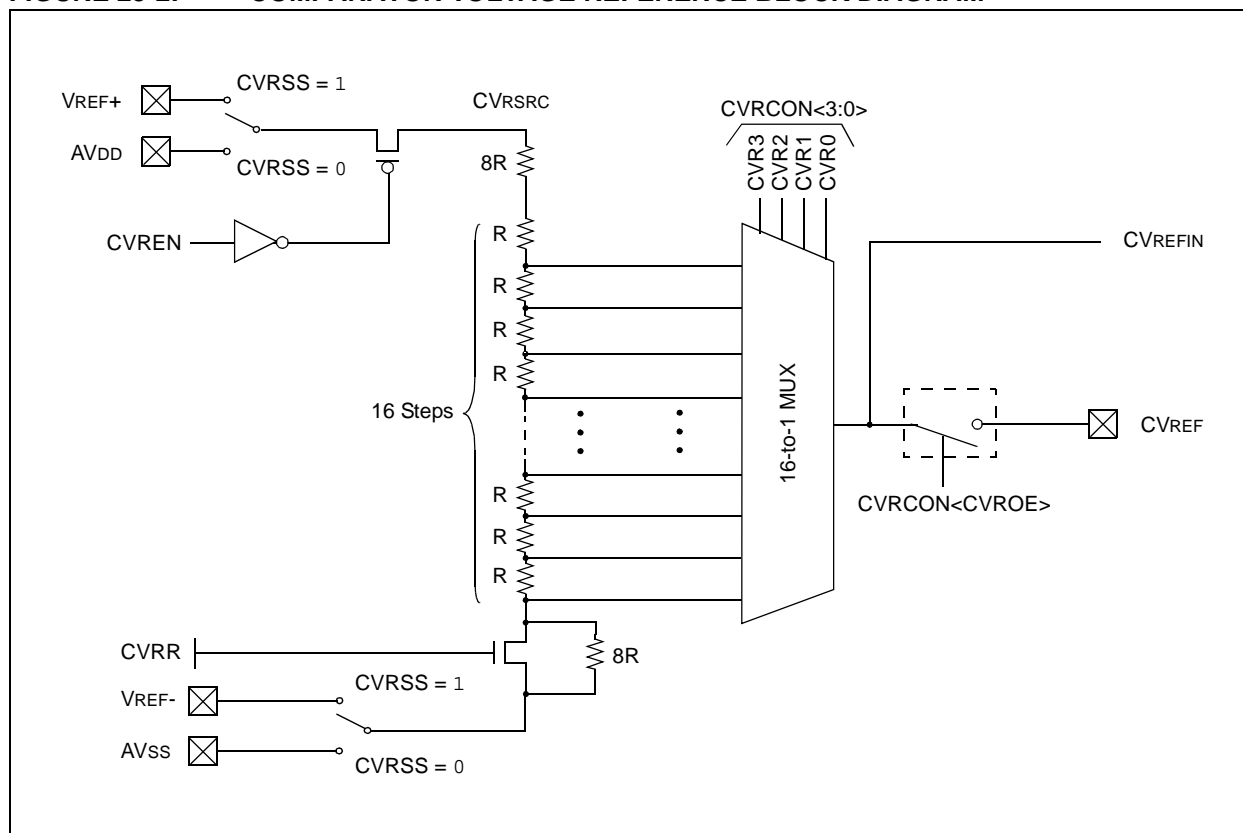 VREF+
CVRSS = 1
AVDD
CVRSS = 0
CVREN
CVRSRC
8R
R
R
R
R
16 Steps
R
R
R
CVRCON<3:0>
CVR3
CVR2
CVR1
CVR0
16-to-1 MUX
CVREFIN
CVREF
CVRCON<CVROE>
CVRR
8R
VREF-
CVRSS = 1
AVSS
CVRSS = 0